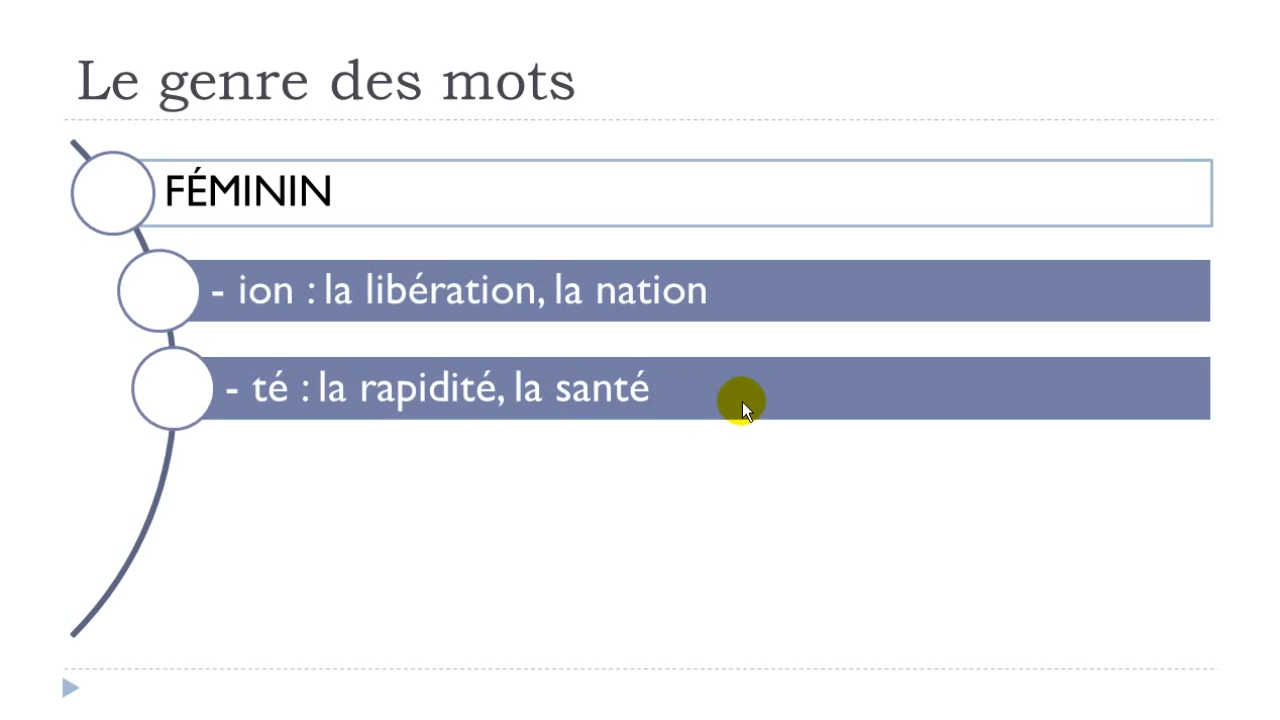 Le genre des mots
FÉMININ
- ion : la libération, la nation
- té : la rapidité, la santé